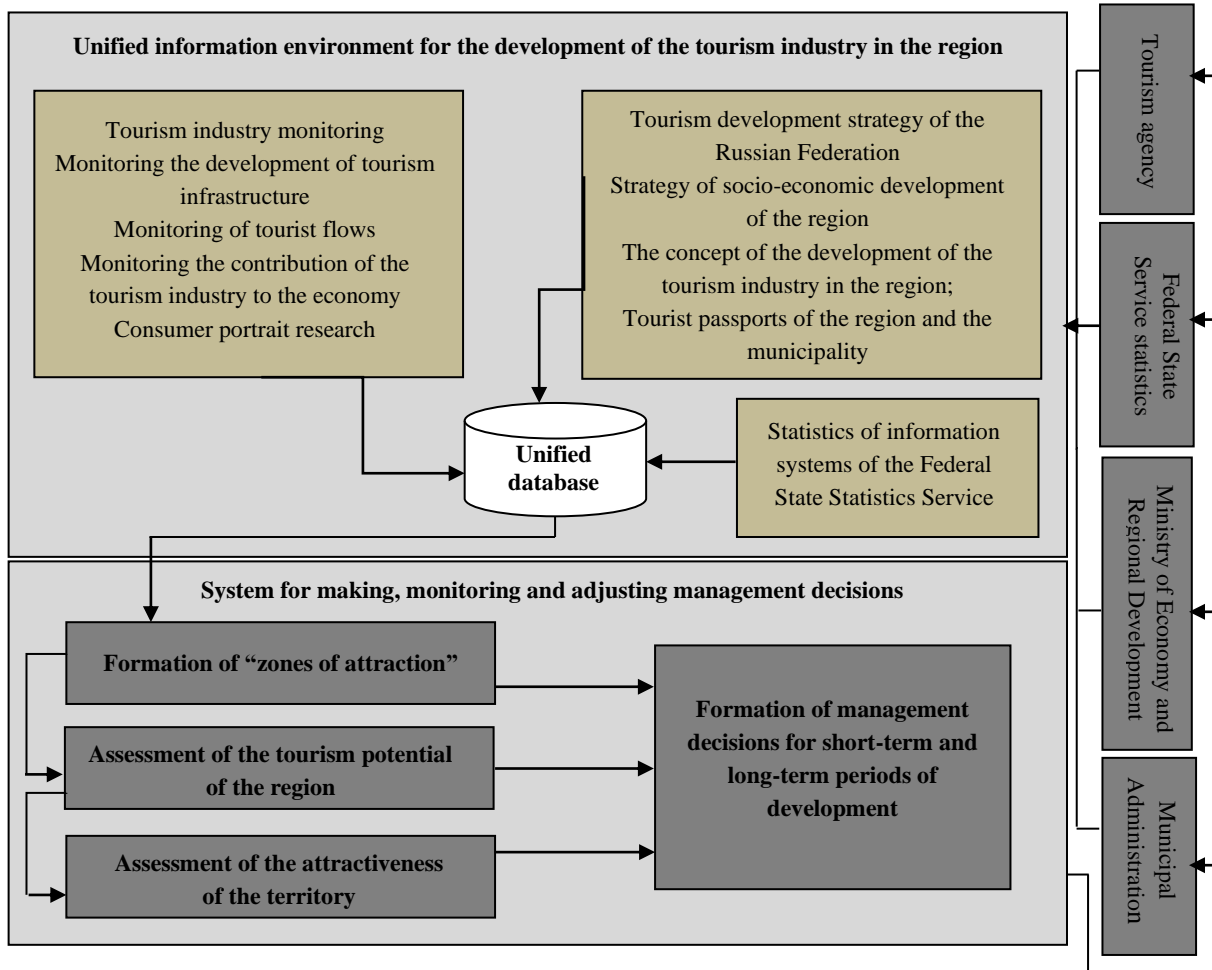 Unified information environment for the development of the tourism industry in the region
Tourism industry monitoring
Monitoring the development of tourism
infrastructure
Monitoring of tourist flows
Monitoring the contribution of the
tourism industry to the economy
Consumer portrait research
Tourism development strategy of the
Russian Federation
Strategy of socio-economic development
of the region
The concept of the development of the
tourism industry in the region;
Tourist passports of the region and the
municipality
Unified
database
Statistics of information
systems of the Federal
State Statistics Service
System for making, monitoring and adjusting management decisions
Formation of “zones of attraction”
Assessment of the tourism potential
of the region
Assessment of the attractiveness
of the territory
Formation of management
decisions for short-term and
long-term periods of
development
Tourism agency
Federal State
Service statistics
Ministry of Economy and
Regional Development
Municipal
Administration